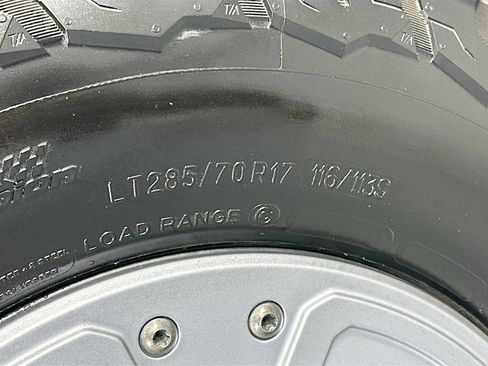 T/A
T/A
LT285/70R17 116/113S
LOAD RANGE C